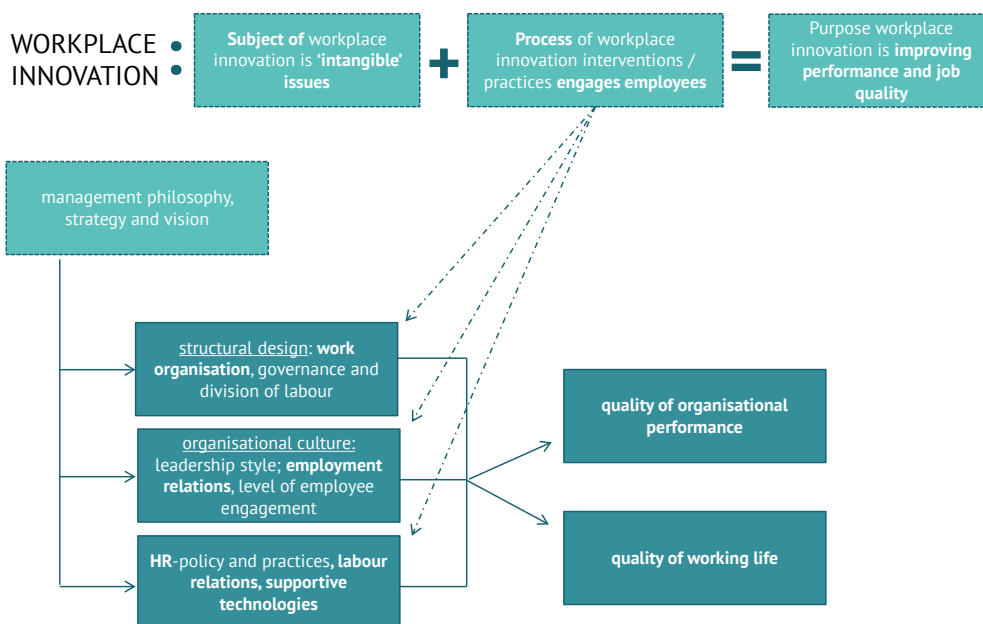 WORKPLACE :
INNOVATION
Subject of workplace
innovation is ‘intangible’
issues
+
Process of workplace
innovation interventions /
practices engages employees
=
Purpose workplace
innovation is improving
performance and job
quality
management philosophy,
strategy and vision
structural design: work
organisation, governance and
division of labour
organisational culture:
leadership style; employment
relations, level of employee
engagement
HR-policy and practices, labour
relations, supportive
technologies
quality of organisational
performance
quality of working life